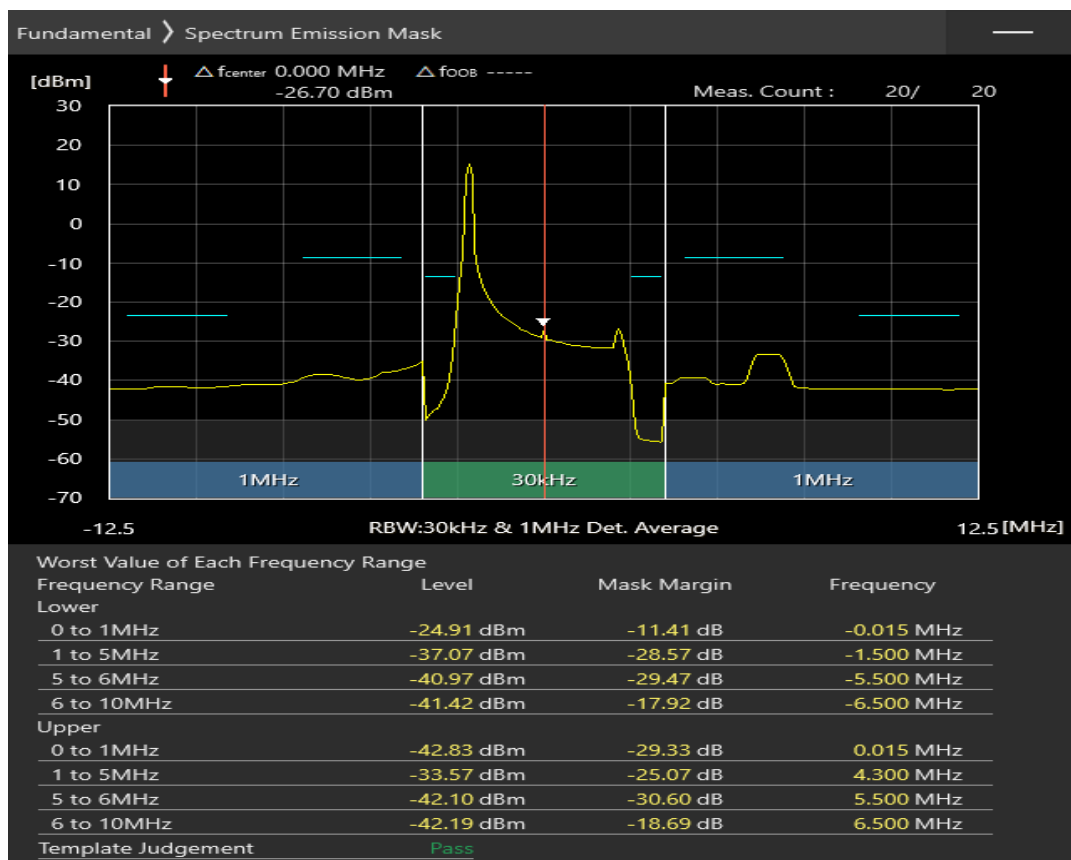 Fundamental ❯ Spectrum Emission Mask
[dBm] △ fcenter 0.000 MHz △ fOOB -----
-26.70 dBm Meas. Count : 20/ 20
30
20
10
0
-10
-20
-30
-40
-50
-60
1MHz 30kHz 1MHz
-70
-12.5 RBW:30kHz & 1MHz Det. Average 12.5 [MHz]
Worst Value of Each Frequency Range
Frequency Range Level Mask Margin Frequency
Lower
0 to 1MHz -24.91 dBm -11.41 dB -0.015 MHz
1 to 5MHz -37.07 dBm -28.57 dB -1.500 MHz
5 to 6MHz -40.97 dBm -29.47 dB -5.500 MHz
6 to 10MHz -41.42 dBm -17.92 dB -6.500 MHz
Upper
0 to 1MHz -42.83 dBm -29.33 dB 0.015 MHz
1 to 5MHz -33.57 dBm -25.07 dB 4.300 MHz
5 to 6MHz -42.10 dBm -30.60 dB 5.500 MHz
6 to 10MHz -42.19 dBm -18.69 dB 6.500 MHz
Template Judgement Pass